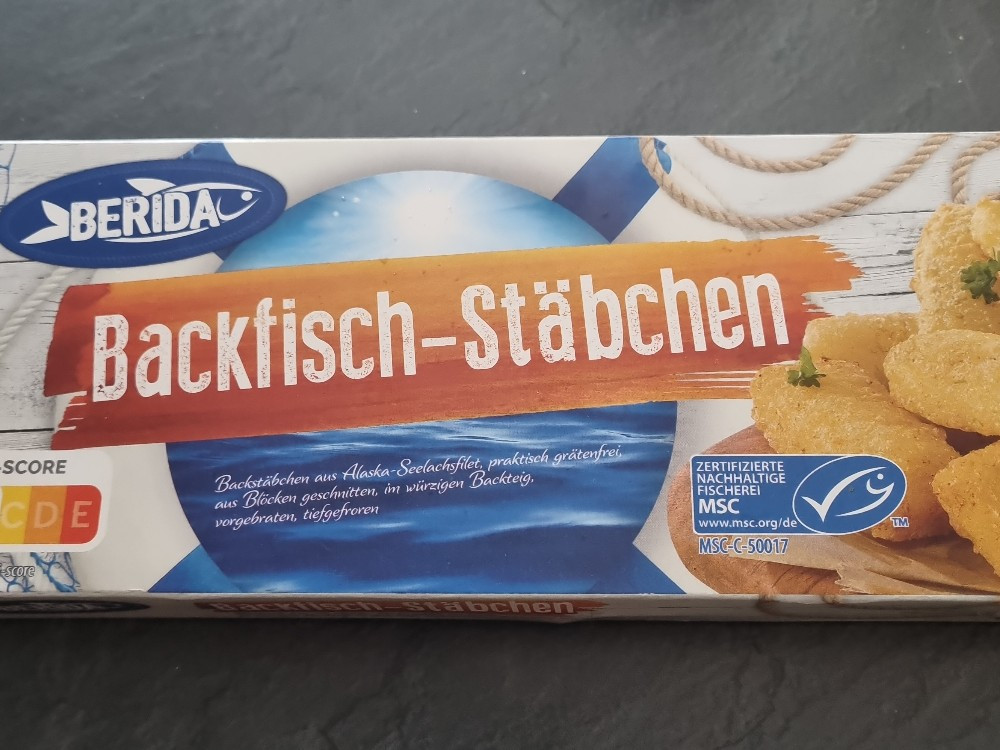 BERIDA
Backfisch-Stäbchen
Backstäbchen aus Alaska-Seelachsfilet, praktisch grätenfrei,
aus Blöcken geschnitten, im würzigen Backteig,
vorgebraten, tiefgefroren
-SCORE
C D E
-score
ZERTIFIZIERTE
NACHHALTIGE
FISCHEREI
MSC
www.msc.org/de
TM
MSC-C-50017
Backfisch-Stäbchen